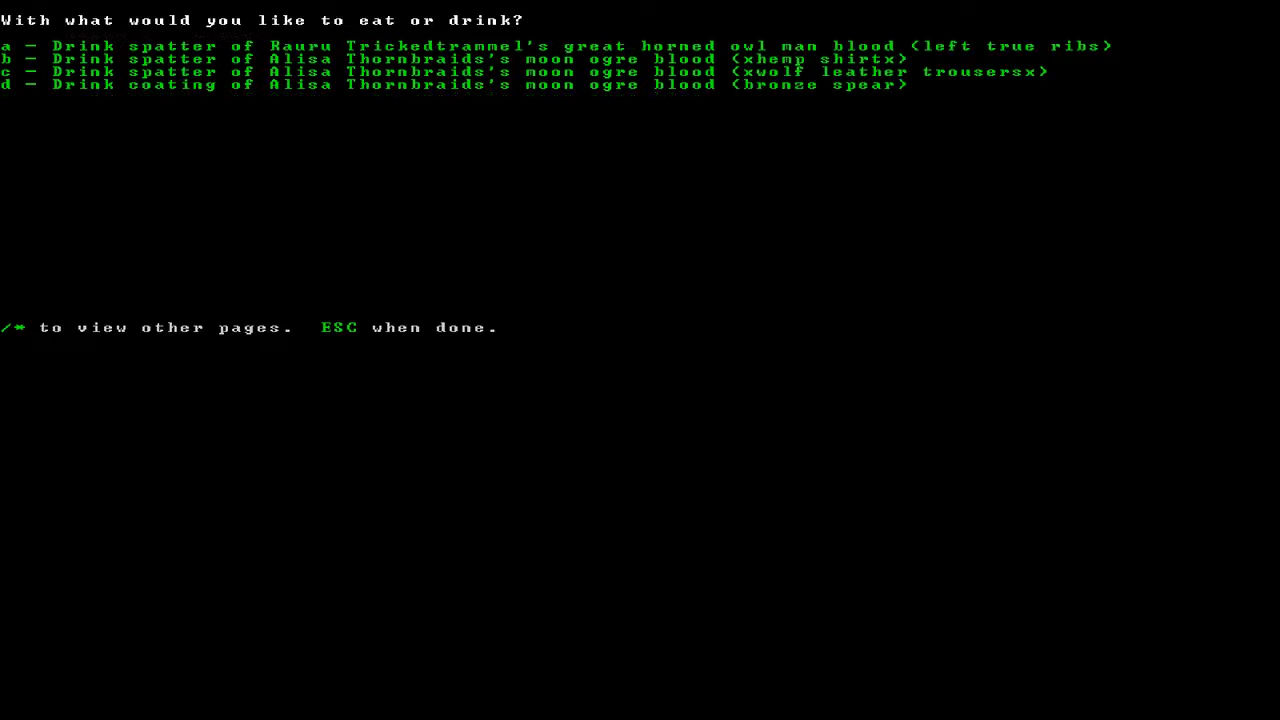 With what would you like to eat or drink?
a - Drink spatter of Rauru Trickedtrammel's great horned owl man blood (left true ribs)
b - Drink spatter of Alisa Thornbraids's moon ogre blood (xhemp shirtx)
c - Drink spatter of Alisa Thornbraids's moon ogre blood (xwolf leather trousersx)
d - Drink coating of Alisa Thornbraids's moon ogre blood (bronze spear)
/* to view other pages. ESC when done.